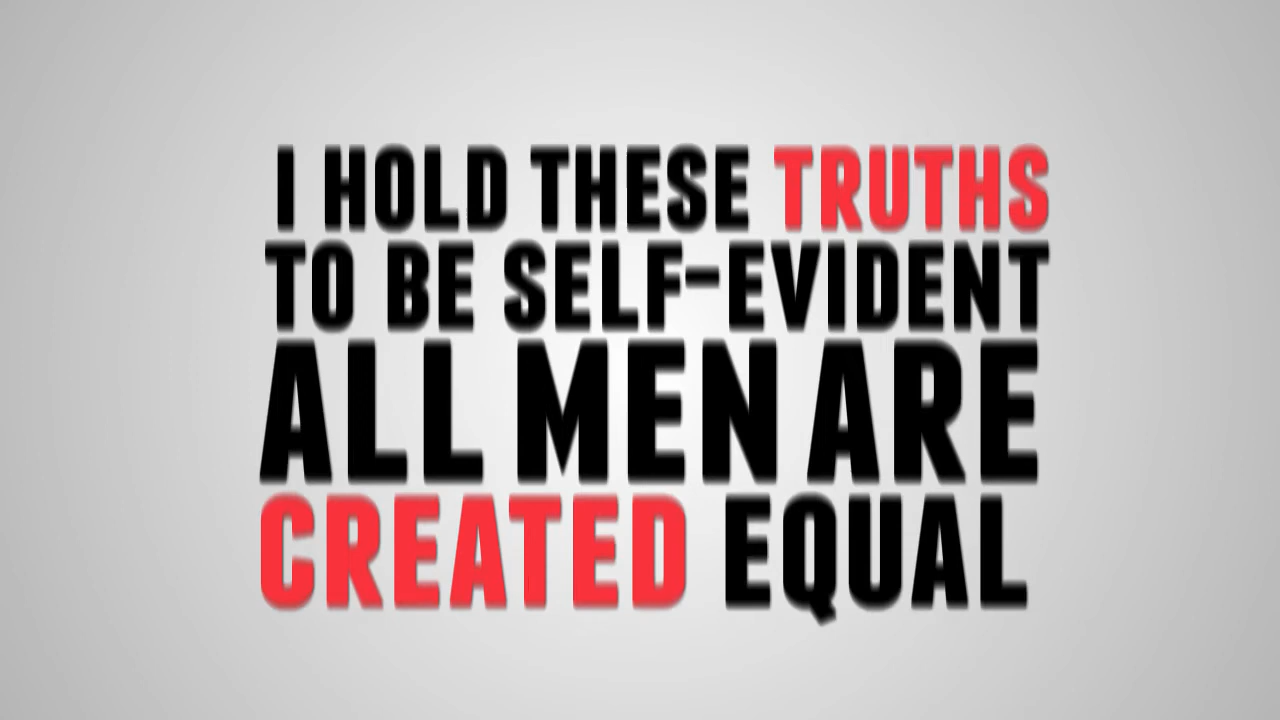 I HOLD THESE TRUTHS
TO BE SELF-EVIDENT
ALL MEN ARE
CREATED EQUAL